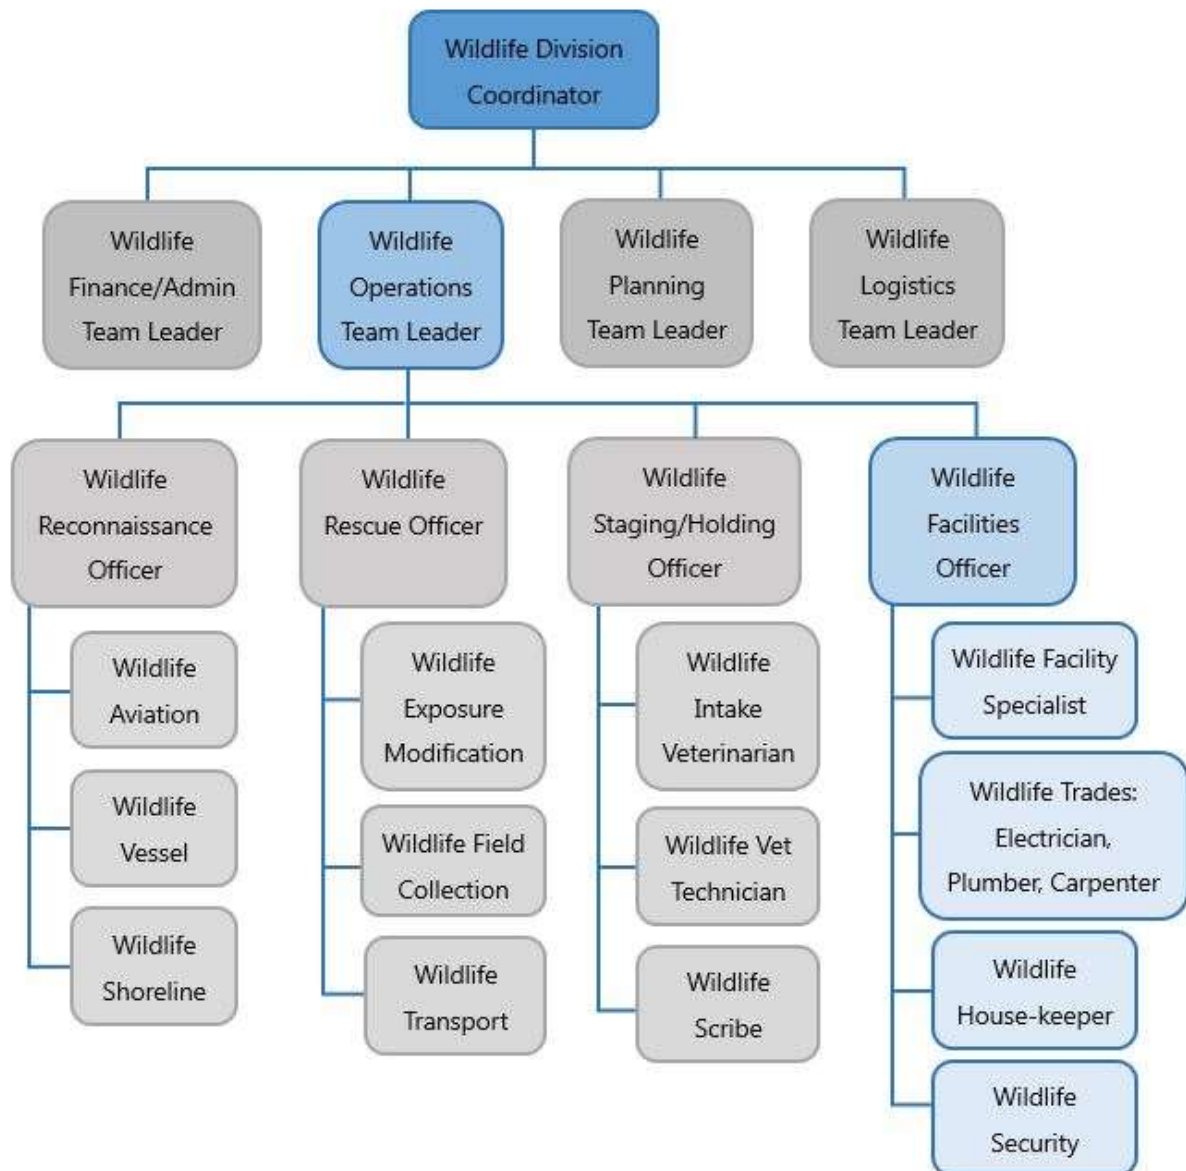 Wildlife Division
Coordinator
Wildlife
Finance/Admin
Team Leader
Wildlife
Operations
Team Leader
Wildlife
Planning
Team Leader
Wildlife
Logistics
Team Leader
Wildlife
Reconnaissance
Officer
Wildlife
Aviation
Wildlife
Vessel
Wildlife
Shoreline
Wildlife
Rescue Officer
Wildlife
Exposure
Modification
Wildlife Field
Collection
Wildlife
Transport
Wildlife
Staging/Holding
Officer
Wildlife
Intake
Veterinarian
Wildlife Vet
Technician
Wildlife
Scribe
Wildlife
Facilities
Officer
Wildlife Facility
Specialist
Wildlife Trades:
Electrician,
Plumber, Carpenter
Wildlife
House-keeper
Wildlife
Security